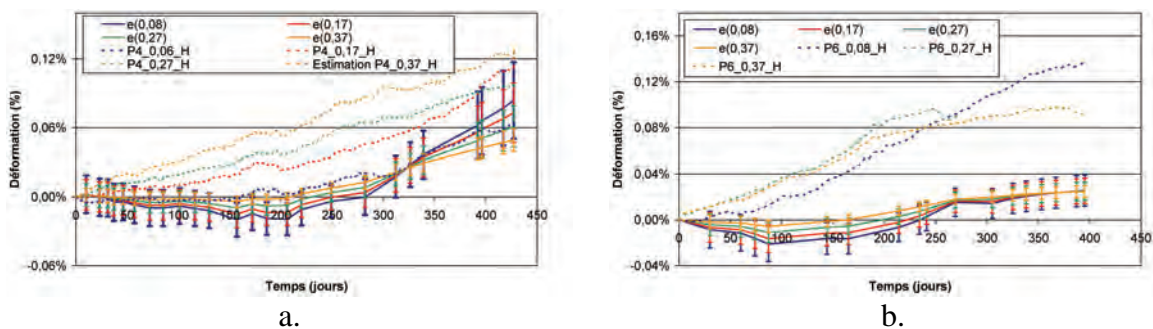 Déformation (%)
0,12%
0,06%
0,00%
-0,06%
e(0,08) e(0,17)
e(0,27) e(0,37)
P4_0,06_H P4_0,17_H
P4_0,27_H Estimation P4_0,37_H
0 50 100 150 200 250 300 350 400 450
Temps (jours)
a.
Déformation (%)
0,16%
0,12%
0,08%
0,04%
0,00%
-0,04%
e(0,08) e(0,17) e(0,27)
e(0,37) P6_0,08_H P6_0,27_H
P6_0,37_H
0 50 100 150 200 250 300 350 400 450
Temps (jours)
b.